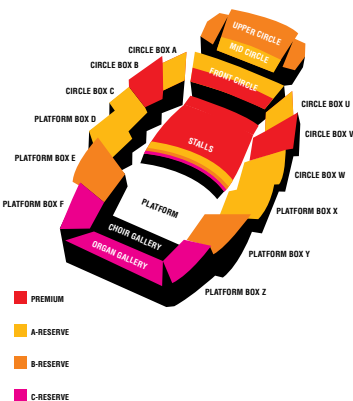 UPPER CIRCLE
MID CIRCLE
CIRCLE BOX A
CIRCLE BOX B
FRONT CIRCLE
CIRCLE BOX C
CIRCLE BOX U
PLATFORM BOX D
CIRCLE BOX V
STALLS
PLATFORM BOX E
CIRCLE BOX W
PLATFORM BOX F
PLATFORM
PLATFORM BOX X
CHOIR GALLERY
ORGAN GALLERY
PLATFORM BOX Y
PLATFORM BOX Z
PREMIUM
A-RESERVE
B-RESERVE
C-RESERVE